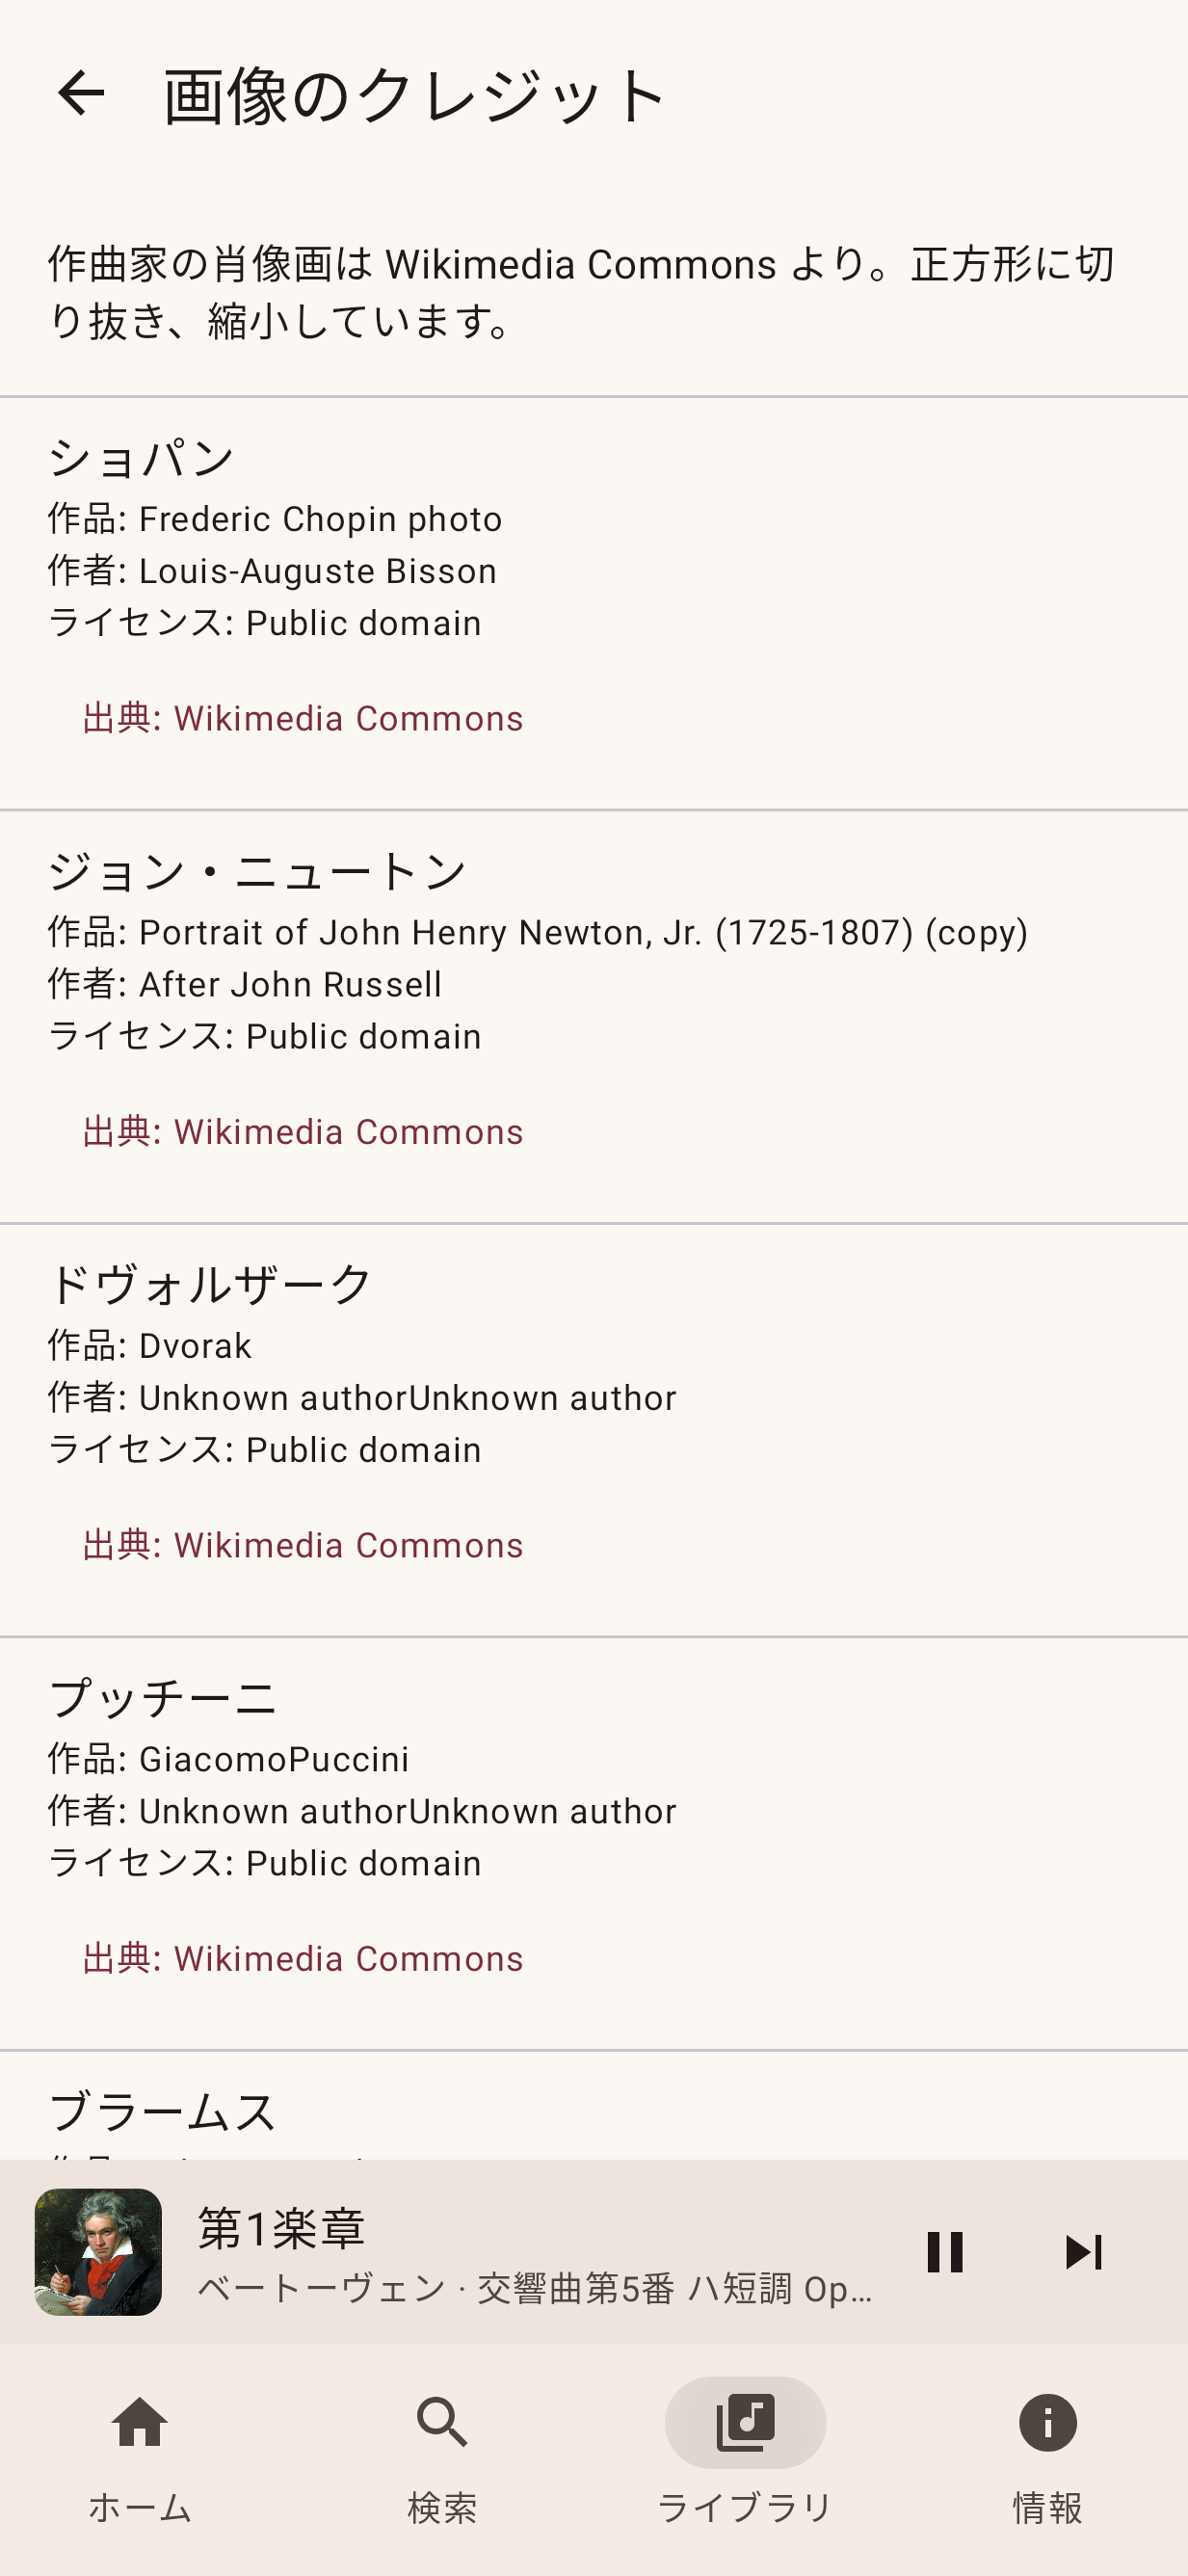 画像のクレジット
作曲家の肖像画は Wikimedia Commons より。正方形に切
り抜き、縮小しています。
ショパン
作品: Frederic Chopin photo
作者: Louis-Auguste Bisson
ライセンス: Public domain
出典: Wikimedia Commons
ジョン・ニュートン
作品: Portrait of John Henry Newton, Jr. (1725-1807) (copy)
作者: After John Russell
ライセンス: Public domain
出典: Wikimedia Commons
ドヴォルザーク
作品: Dvorak
作者: Unknown authorUnknown author
ライセンス: Public domain
出典: Wikimedia Commons
プッチーニ
作品: GiacomoPuccini
作者: Unknown authorUnknown author
ライセンス: Public domain
出典: Wikimedia Commons
ブラームス
第1楽章
ベートーヴェン · 交響曲第5番 ハ短調 Op…
ホーム
検索
ライブラリ
情報